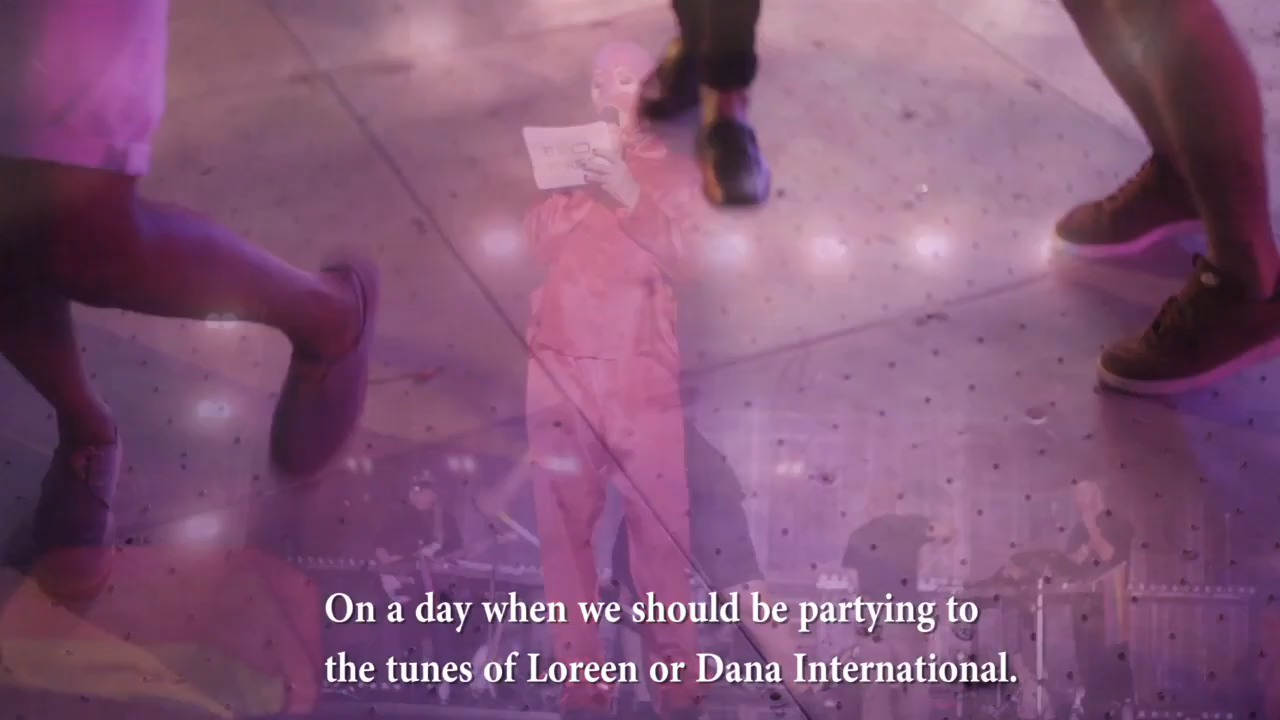 On a day when we should be partying to
the tunes of Loreen or Dana International.